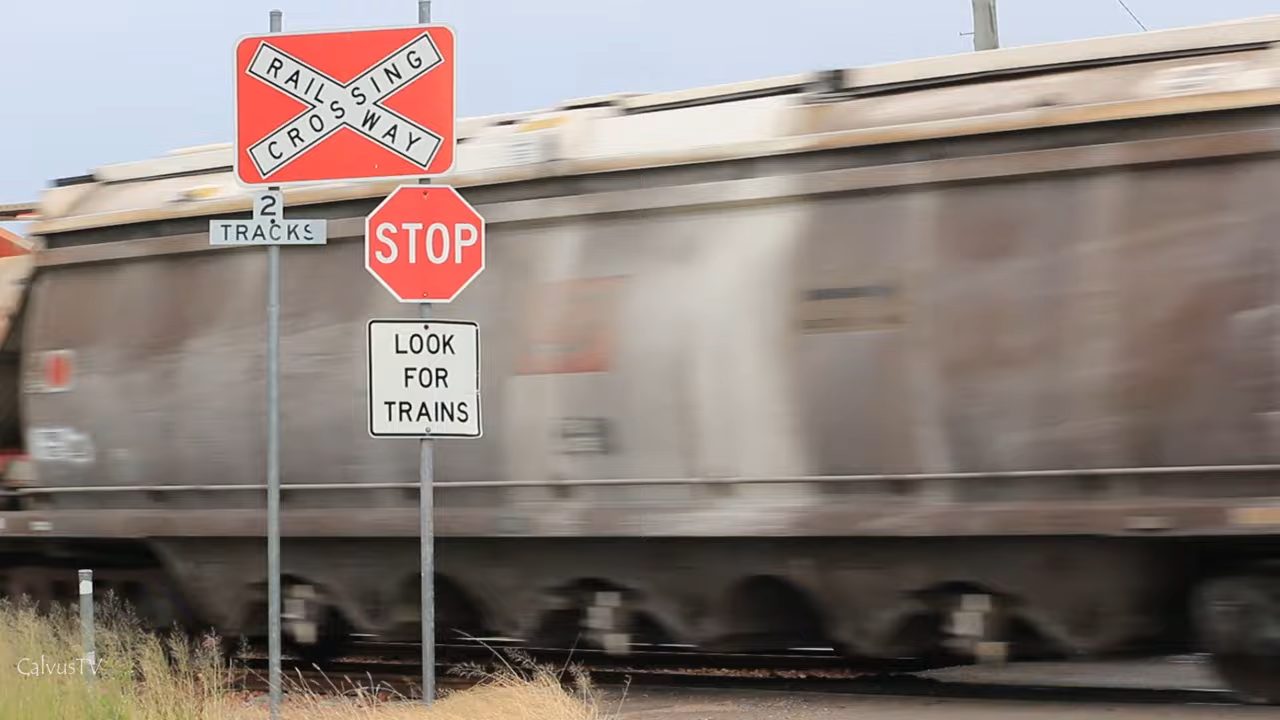 RAILWAY
CROSSING
2
TRACKS
STOP
LOOK
FOR
TRAINS
CalvusTV